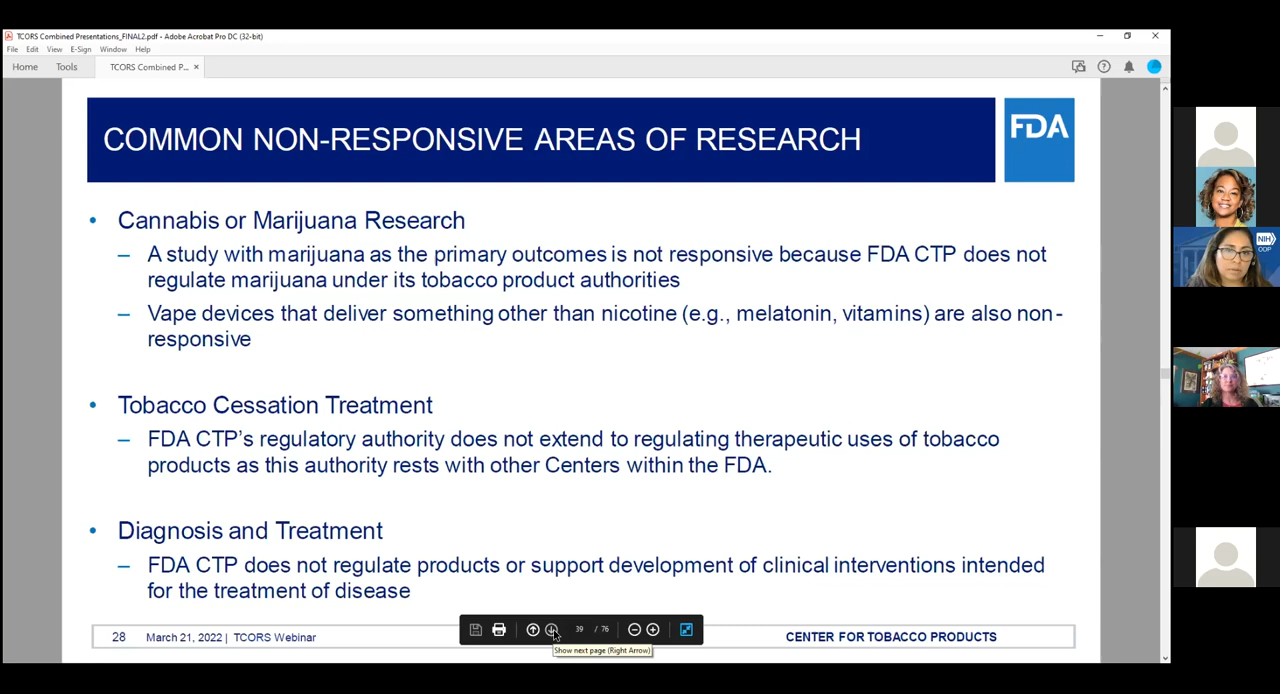 TCORS Combined Presentations_FINAL2.pdf - Adobe Acrobat Pro DC (32-bit)
File Edit View E-Sign Window Help
Home Tools TCORS Combined P... ×
COMMON NON-RESPONSIVE AREAS OF RESEARCH
FDA
• Cannabis or Marijuana Research
– A study with marijuana as the primary outcomes is not responsive because FDA CTP does not
regulate marijuana under its tobacco product authorities
– Vape devices that deliver something other than nicotine (e.g., melatonin, vitamins) are also non-
responsive
• Tobacco Cessation Treatment
– FDA CTP’s regulatory authority does not extend to regulating therapeutic uses of tobacco
products as this authority rests with other Centers within the FDA.
• Diagnosis and Treatment
– FDA CTP does not regulate products or support development of clinical interventions intended
for the treatment of disease
28 March 21, 2022 | TCORS Webinar
39 / 76
CENTER FOR TOBACCO PRODUCTS
Show next page (Right Arrow)
NIH
ODP